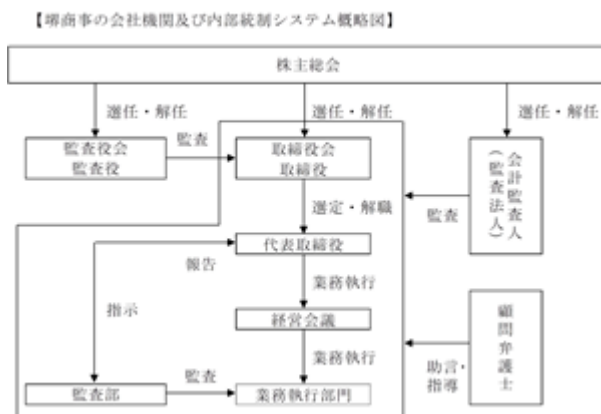 【堺商事の会社機関及び内部統制システム概略図】
株主総会
選任・解任
選任・解任
選任・解任
監査役会
監査役
監査
取締役会
取締役
会計監査人
(監査法人)
監査
選定・解職
代表取締役
報告
指示
業務執行
経営会議
業務執行
顧問弁護士
助言・
指導
監査部
監査
業務執行部門